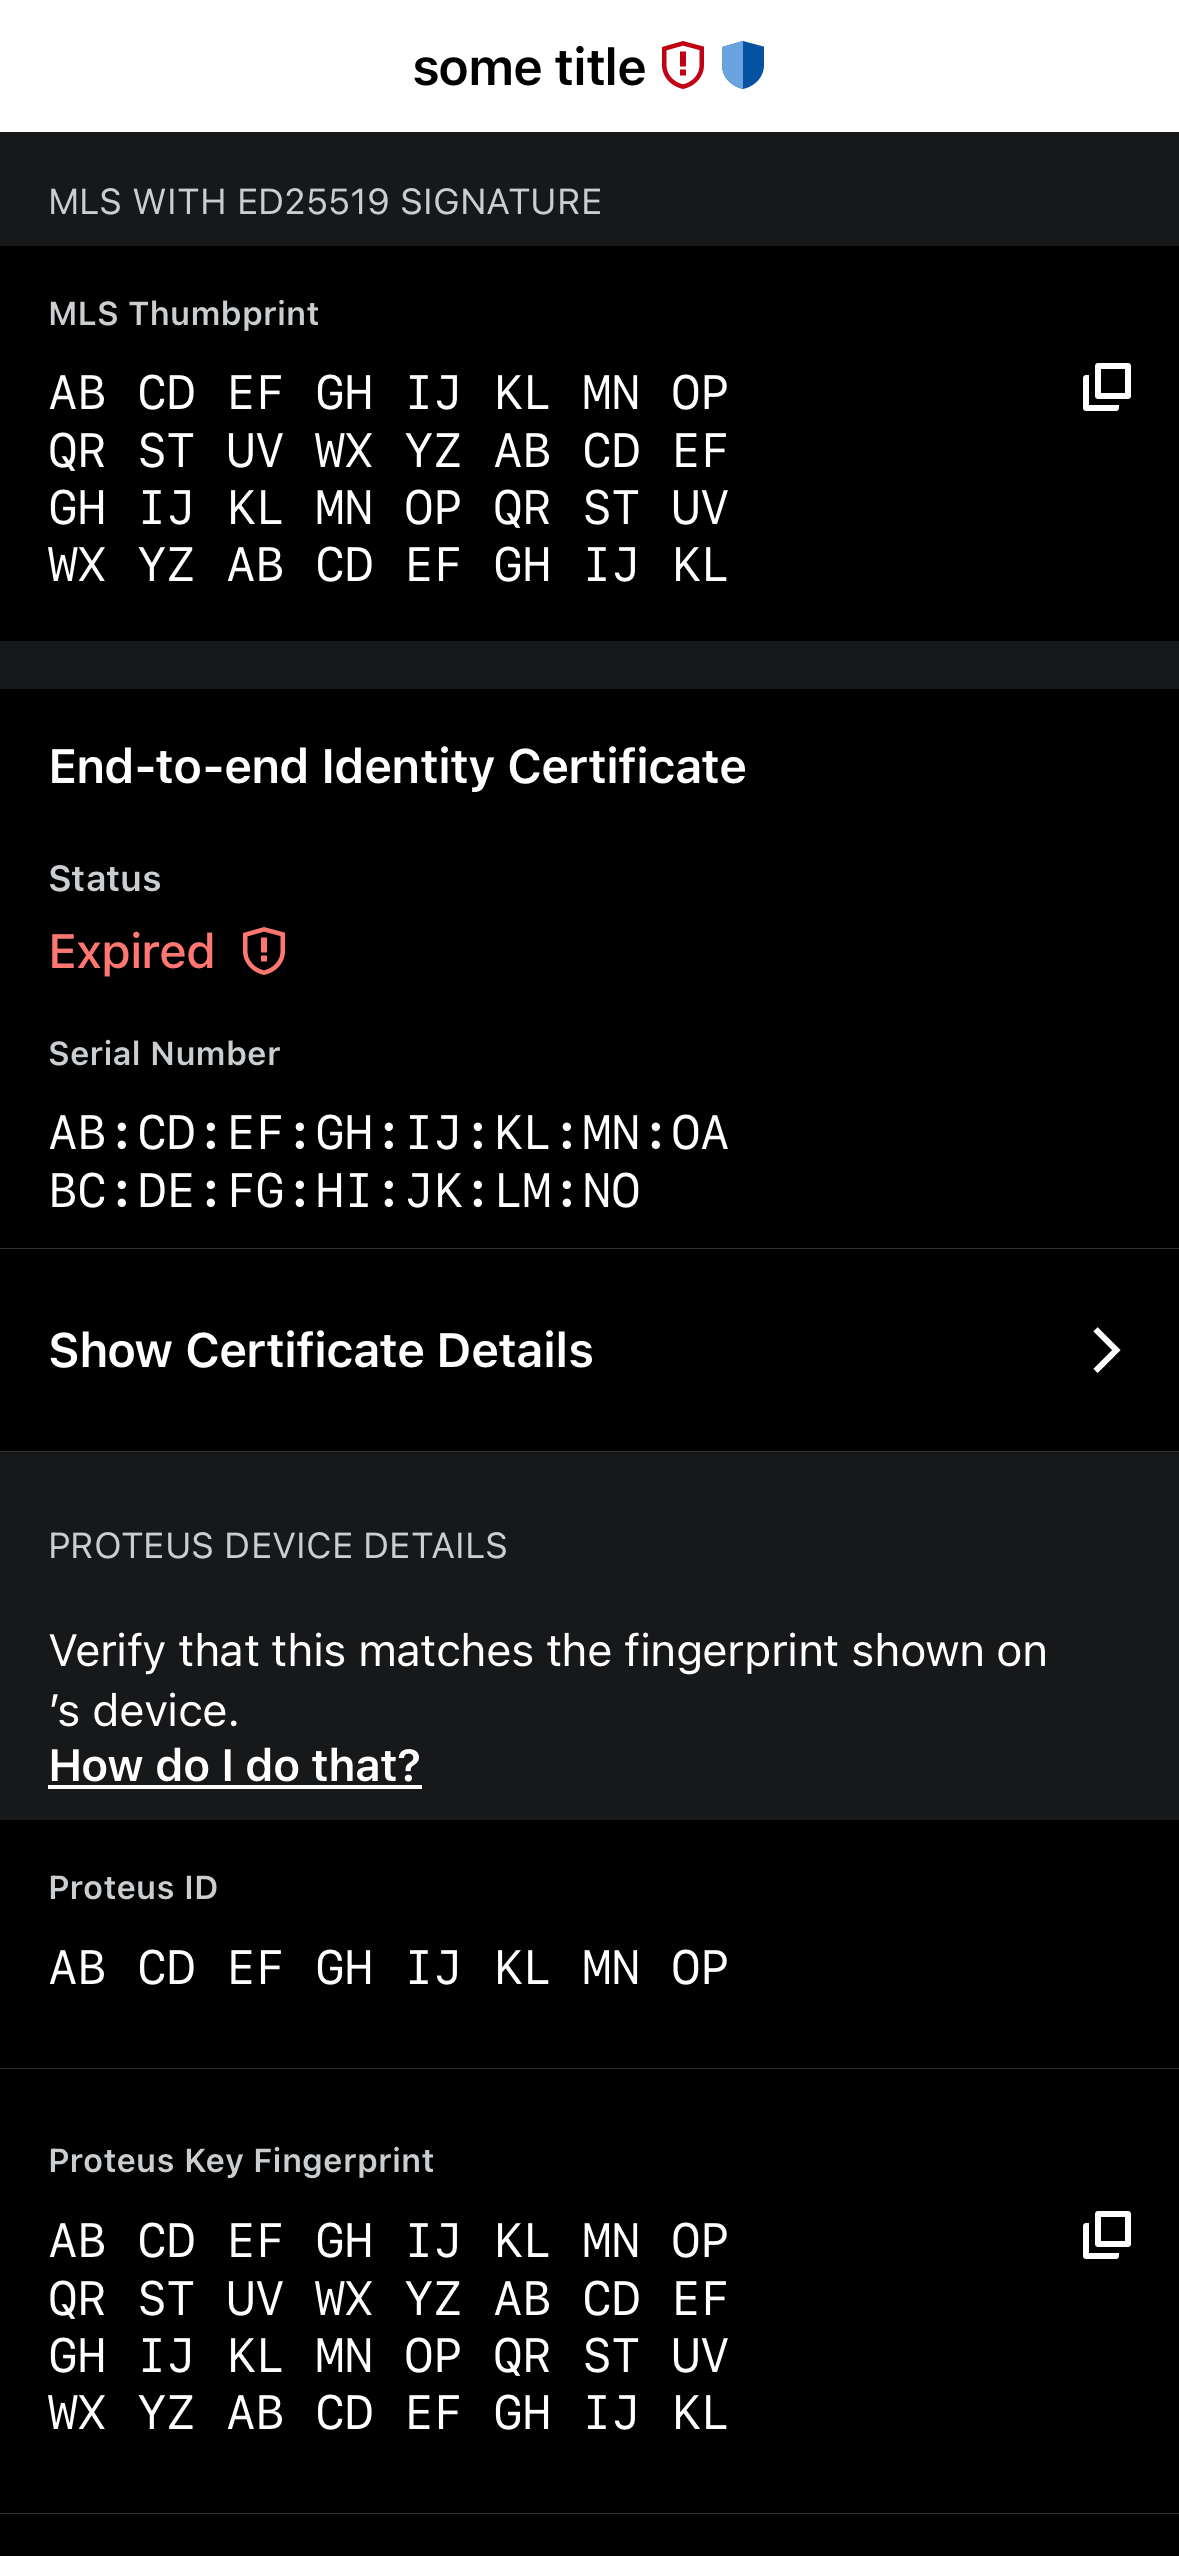 some title
MLS WITH ED25519 SIGNATURE
MLS Thumbprint
AB CD EF GH IJ KL MN OP
QR ST UV WX YZ AB CD EF
GH IJ KL MN OP QR ST UV
WX YZ AB CD EF GH IJ KL
End-to-end Identity Certificate
Status
Expired
Serial Number
AB:CD:EF:GH:IJ:KL:MN:OA
BC:DE:FG:HI:JK:LM:NO
Show Certificate Details
PROTEUS DEVICE DETAILS
Verify that this matches the fingerprint shown on
’s device.
How do I do that?
Proteus ID
AB CD EF GH IJ KL MN OP
Proteus Key Fingerprint
AB CD EF GH IJ KL MN OP
QR ST UV WX YZ AB CD EF
GH IJ KL MN OP QR ST UV
WX YZ AB CD EF GH IJ KL